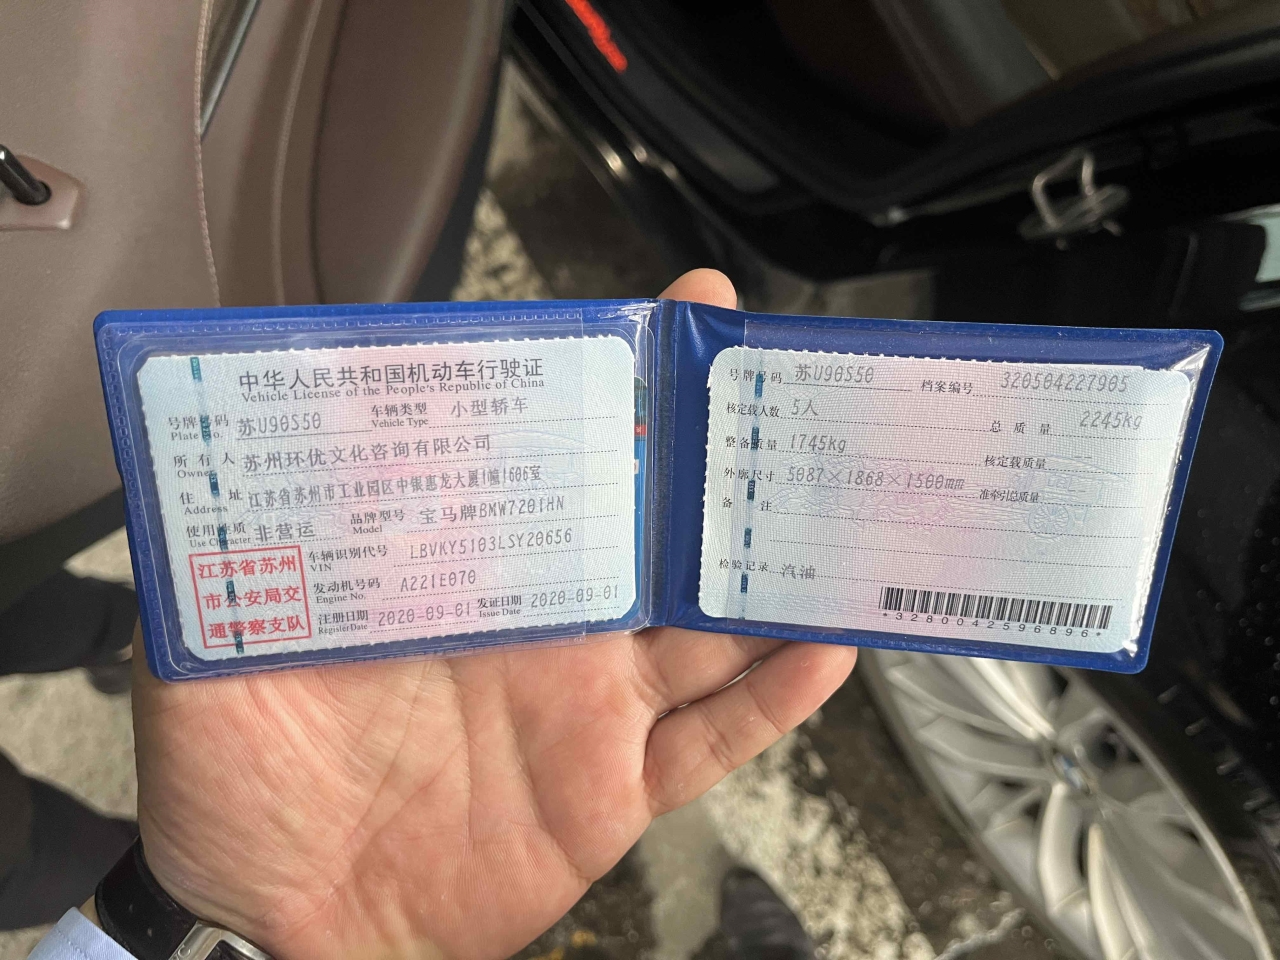 中华人民共和国机动车行驶证
Vehicle License of the People's Republic of China
号牌号码 苏U90S50 车辆类型 小型轿车
Plate No. Vehicle Type
所有人 苏州环优文化咨询有限公司
Owner
住址 江苏省苏州市工业园区中银惠龙大厦1幢1606室
Address
使用性质 非营运 品牌型号 宝马牌BMW7201HN
Use Character Model
江苏省苏州
市公安局交
通警察支队
车辆识别代号 LBVKY5103LSY20656
VIN
发动机号码 A221E070
Engine No.
注册日期 2020-09-01 发证日期 2020-09-01
Register Date Issue Date
号牌号码 苏U90S50 档案编号 320504227905
核定载人数 5人 总质量 2245kg
整备质量 1745kg 核定载质量
外廓尺寸 5087×1868×1500mm 准牵引总质量
备注
检验记录 汽油
*3280042596896*